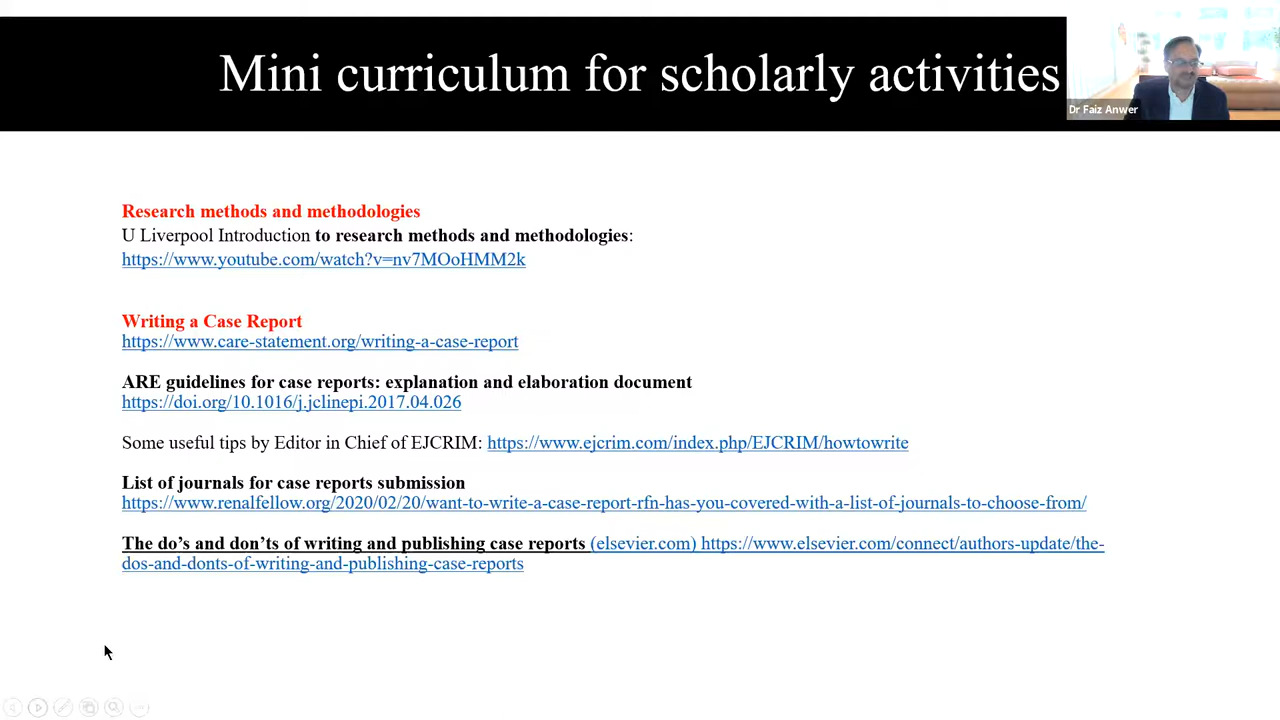 Mini curriculum for scholarly activities
Dr Faiz Anwer
Research methods and methodologies
U Liverpool Introduction to research methods and methodologies:
https://www.youtube.com/watch?v=nv7MOoHMM2k
Writing a Case Report
https://www.care-statement.org/writing-a-case-report
ARE guidelines for case reports: explanation and elaboration document
https://doi.org/10.1016/j.jclinepi.2017.04.026
Some useful tips by Editor in Chief of EJCRIM: https://www.ejcrim.com/index.php/EJCRIM/howtowrite
List of journals for case reports submission
https://www.renalfellow.org/2020/02/20/want-to-write-a-case-report-rfn-has-you-covered-with-a-list-of-journals-to-choose-from/
The do’s and don’ts of writing and publishing case reports (elsevier.com) https://www.elsevier.com/connect/authors-update/the-
dos-and-donts-of-writing-and-publishing-case-reports